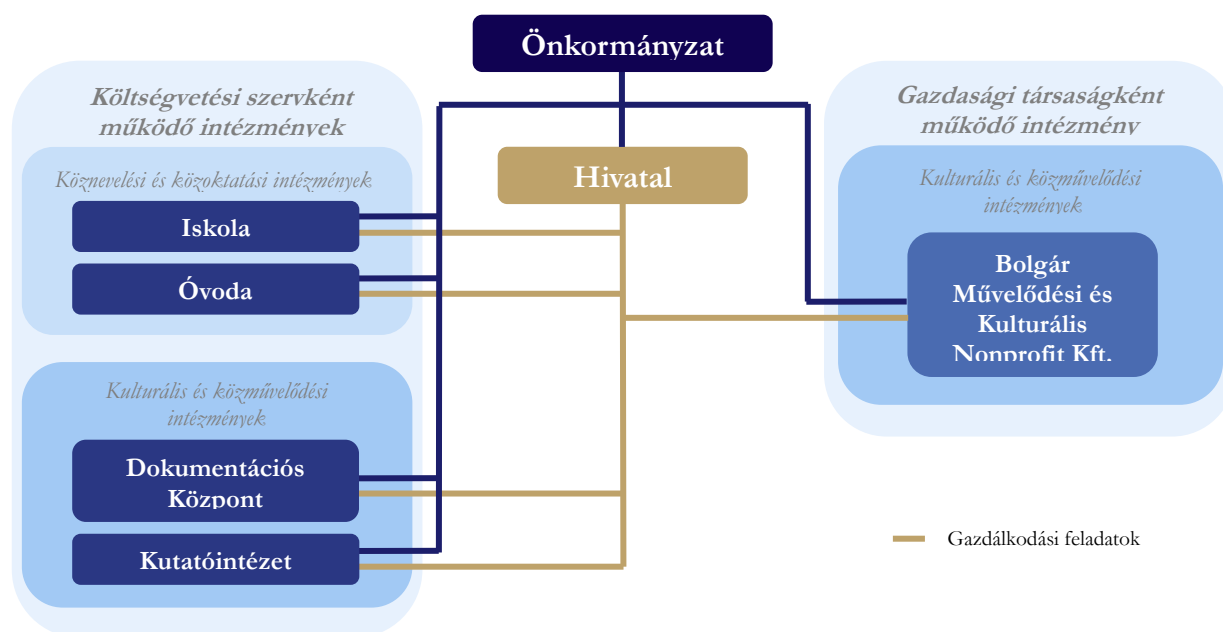 Önkormányzat
Költségvetési szervként
működő intézmények
Köznevelési és közoktatási intézmények
Iskola
Óvoda
Kulturális és közművelődési
intézmények
Dokumentációs
Központ
Kutatóintézet
Hivatal
Gazdasági társaságként
működő intézmény
Kulturális és közművelődési
intézmények
Bolgár
Művelődési és
Kulturális
Nonprofit Kft.
Gazdálkodási feladatok